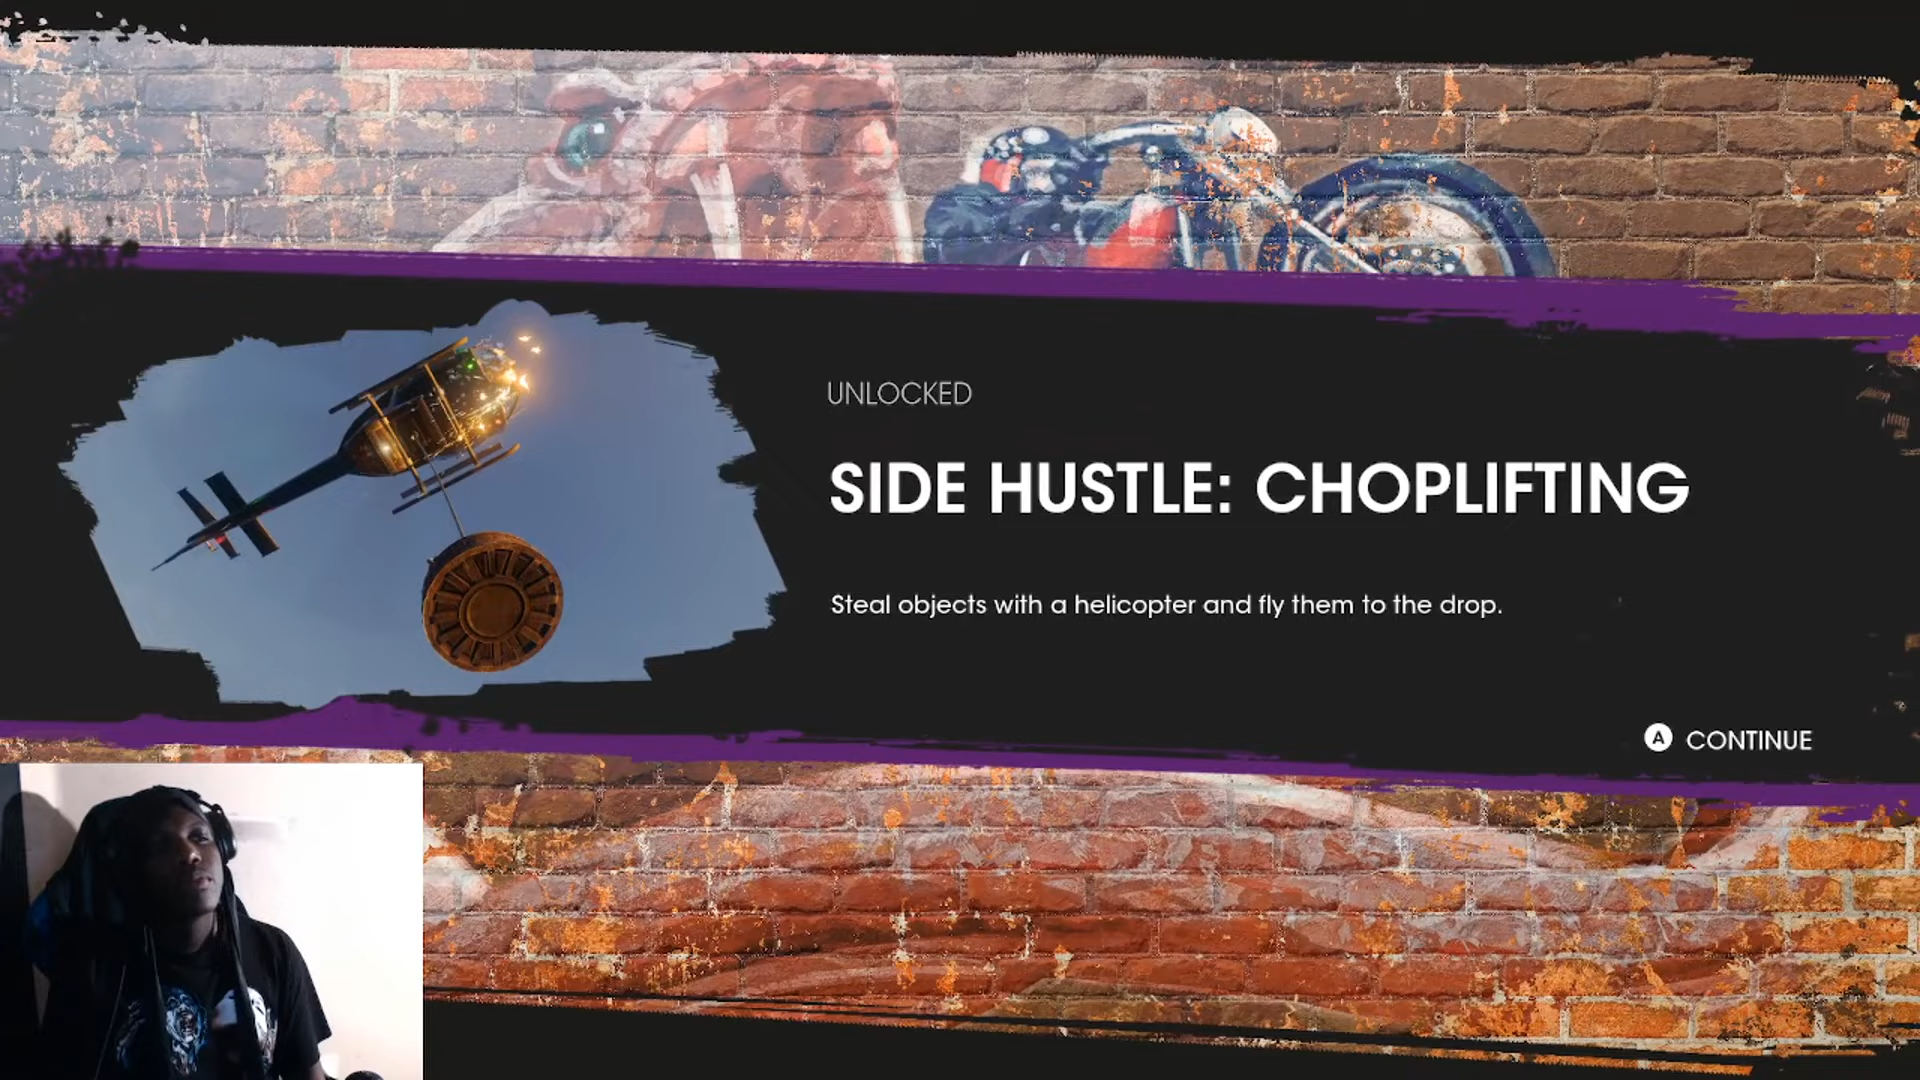 UNLOCKED
SIDE HUSTLE: CHOPLIFTING
Steal objects with a helicopter and fly them to the drop.
A CONTINUE